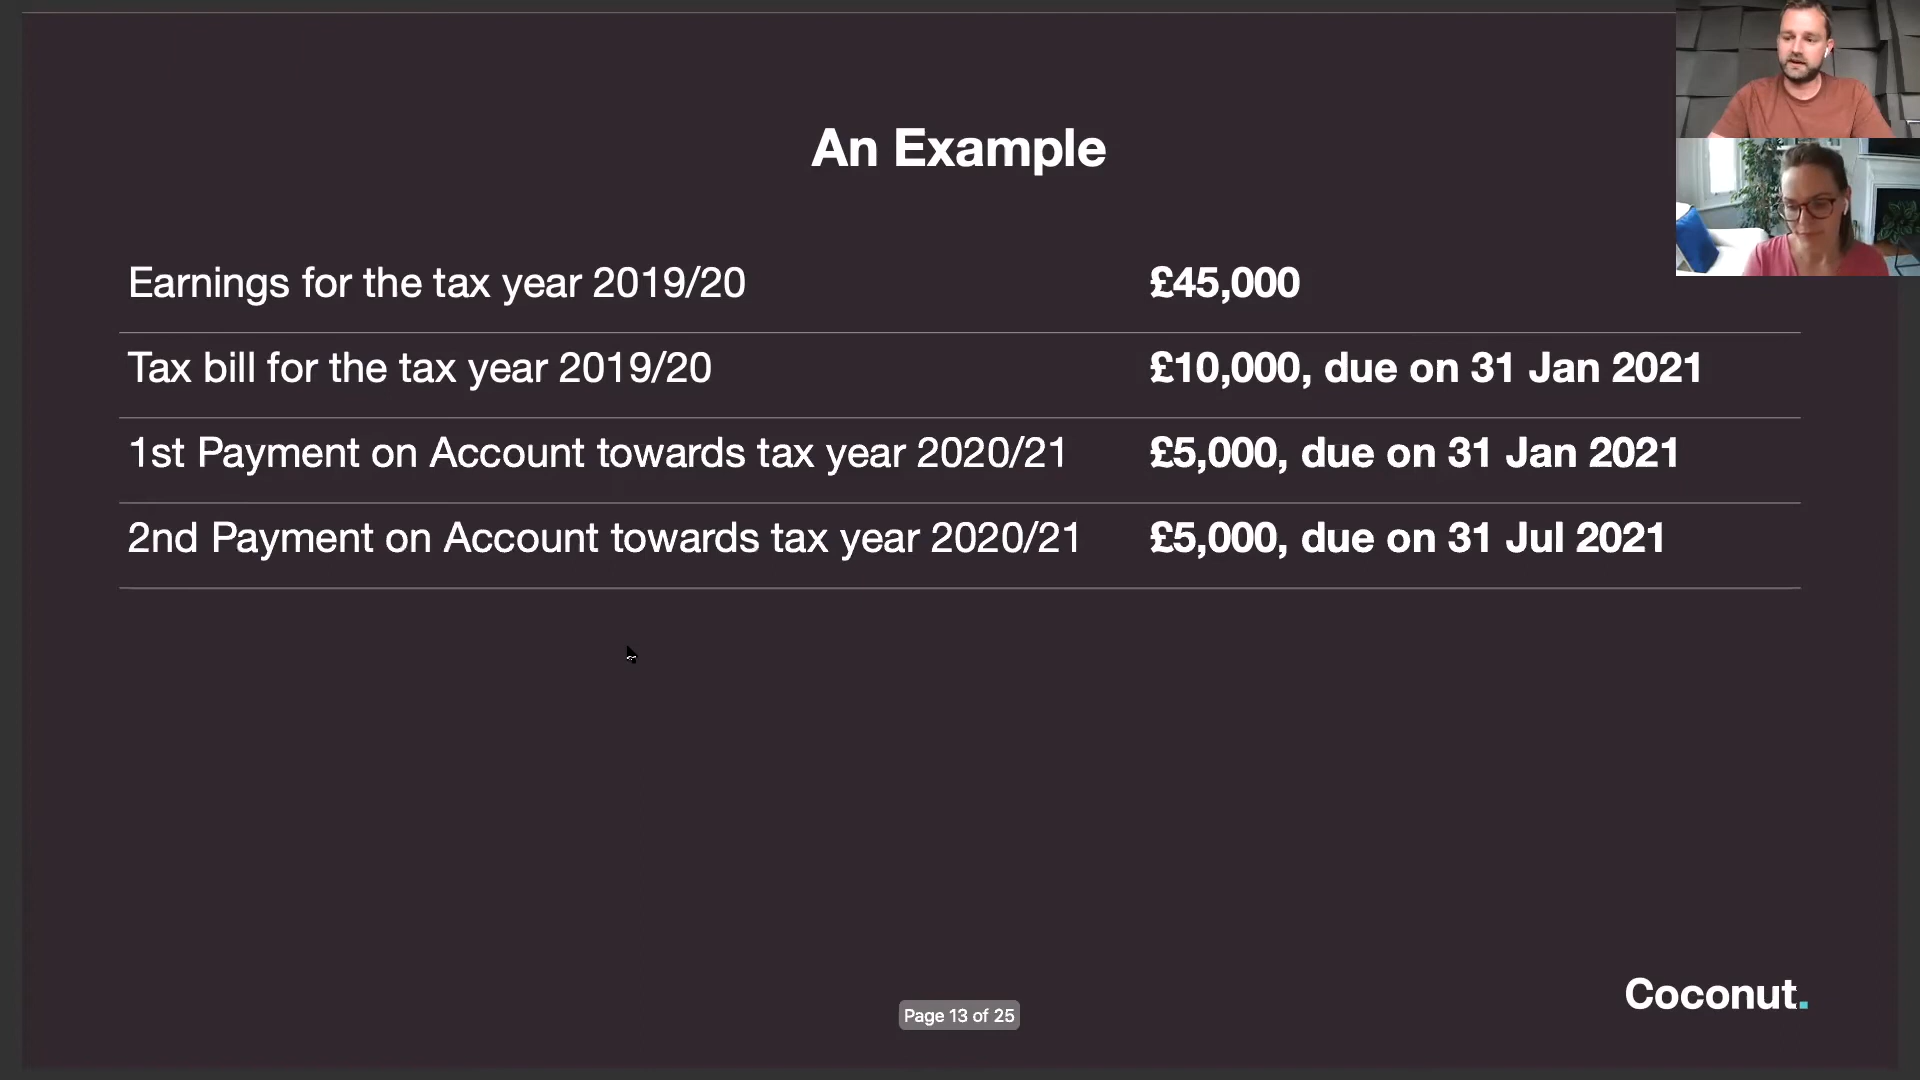 An Example
Earnings for the tax year 2019/20 £45,000
Tax bill for the tax year 2019/20 £10,000, due on 31 Jan 2021
1st Payment on Account towards tax year 2020/21 £5,000, due on 31 Jan 2021
2nd Payment on Account towards tax year 2020/21 £5,000, due on 31 Jul 2021
Coconut.
Page 13 of 25